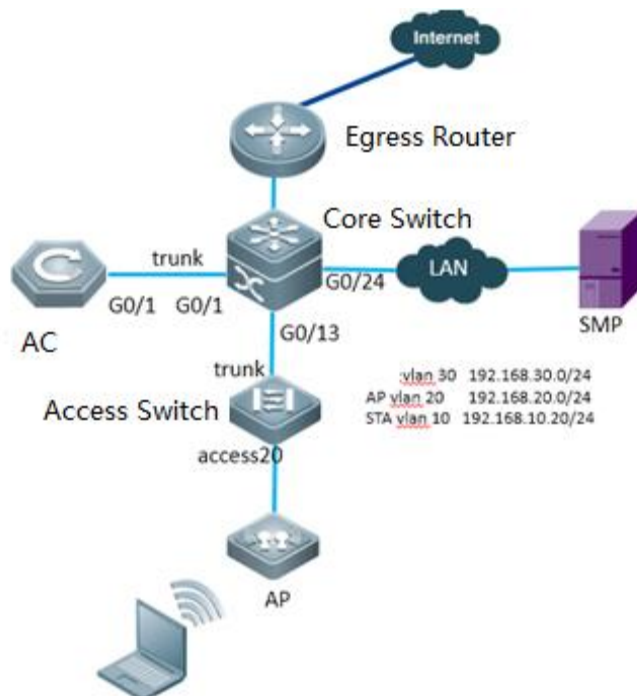 Internet
Egress Router
Core Switch
trunk
LAN
G0/24
G0/1 G0/1
SMP
AC
G0/13
:vlan 30 192.168.30.0/24
trunk
AP vlan 20 192.168.20.0/24
Access Switch
STA vlan 10 192.168.10.20/24
access20
AP